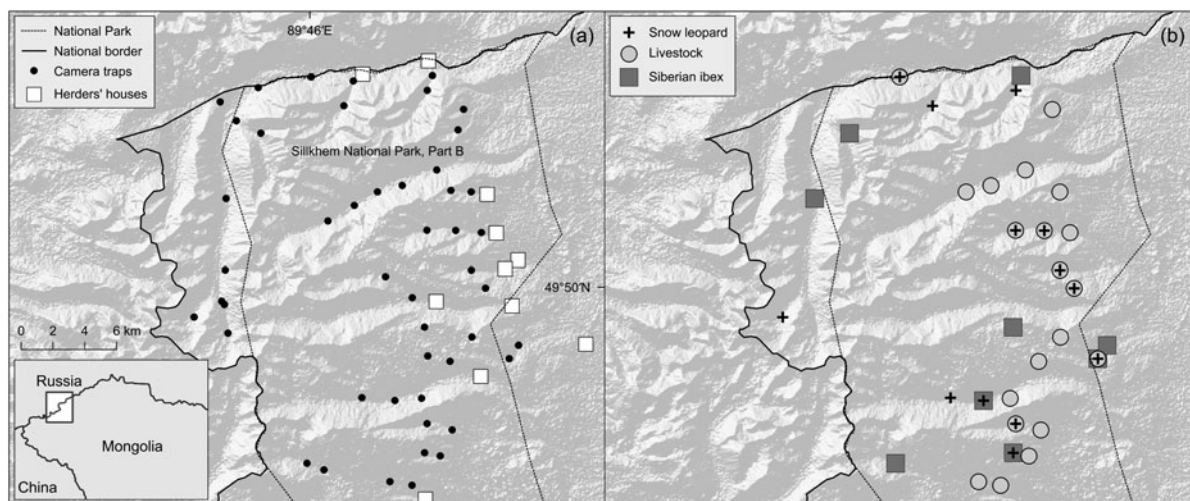 National Park
National border
Camera traps
Herders' houses
89°46'E
(a)
Sillkhem National Park, Part B
49°50'N
0 2 4 6 km
Russia
Mongolia
China
Snow leopard
Livestock
Siberian ibex
(b)